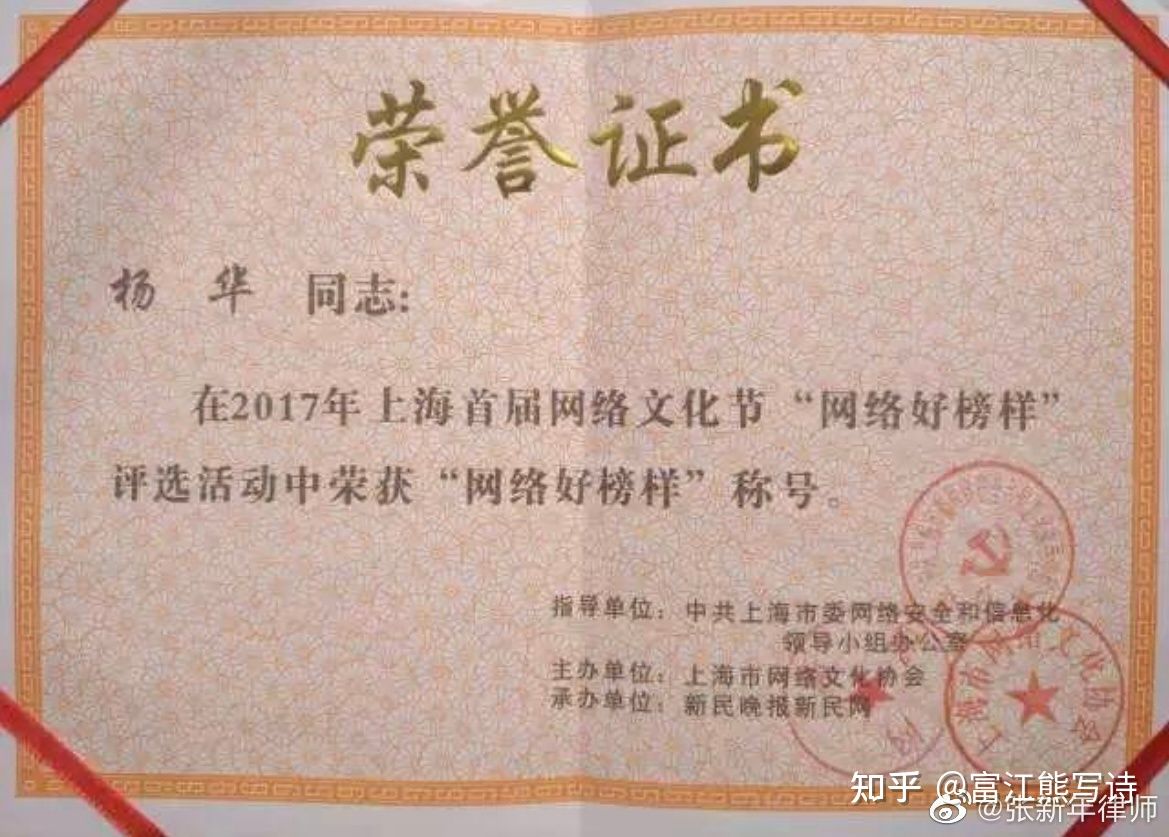 荣誉证书
杨 华 同志:
在2017年上海首届网络文化节“网络好榜样”
评选活动中荣获“网络好榜样”称号。
指导单位：中共上海市委网络安全和信息化
领导小组办公室
主办单位：上海市网络文化协会
承办单位：新民晚报新民网
上海市网络文化协会
知乎 @富江熊写诗
@张新年律师